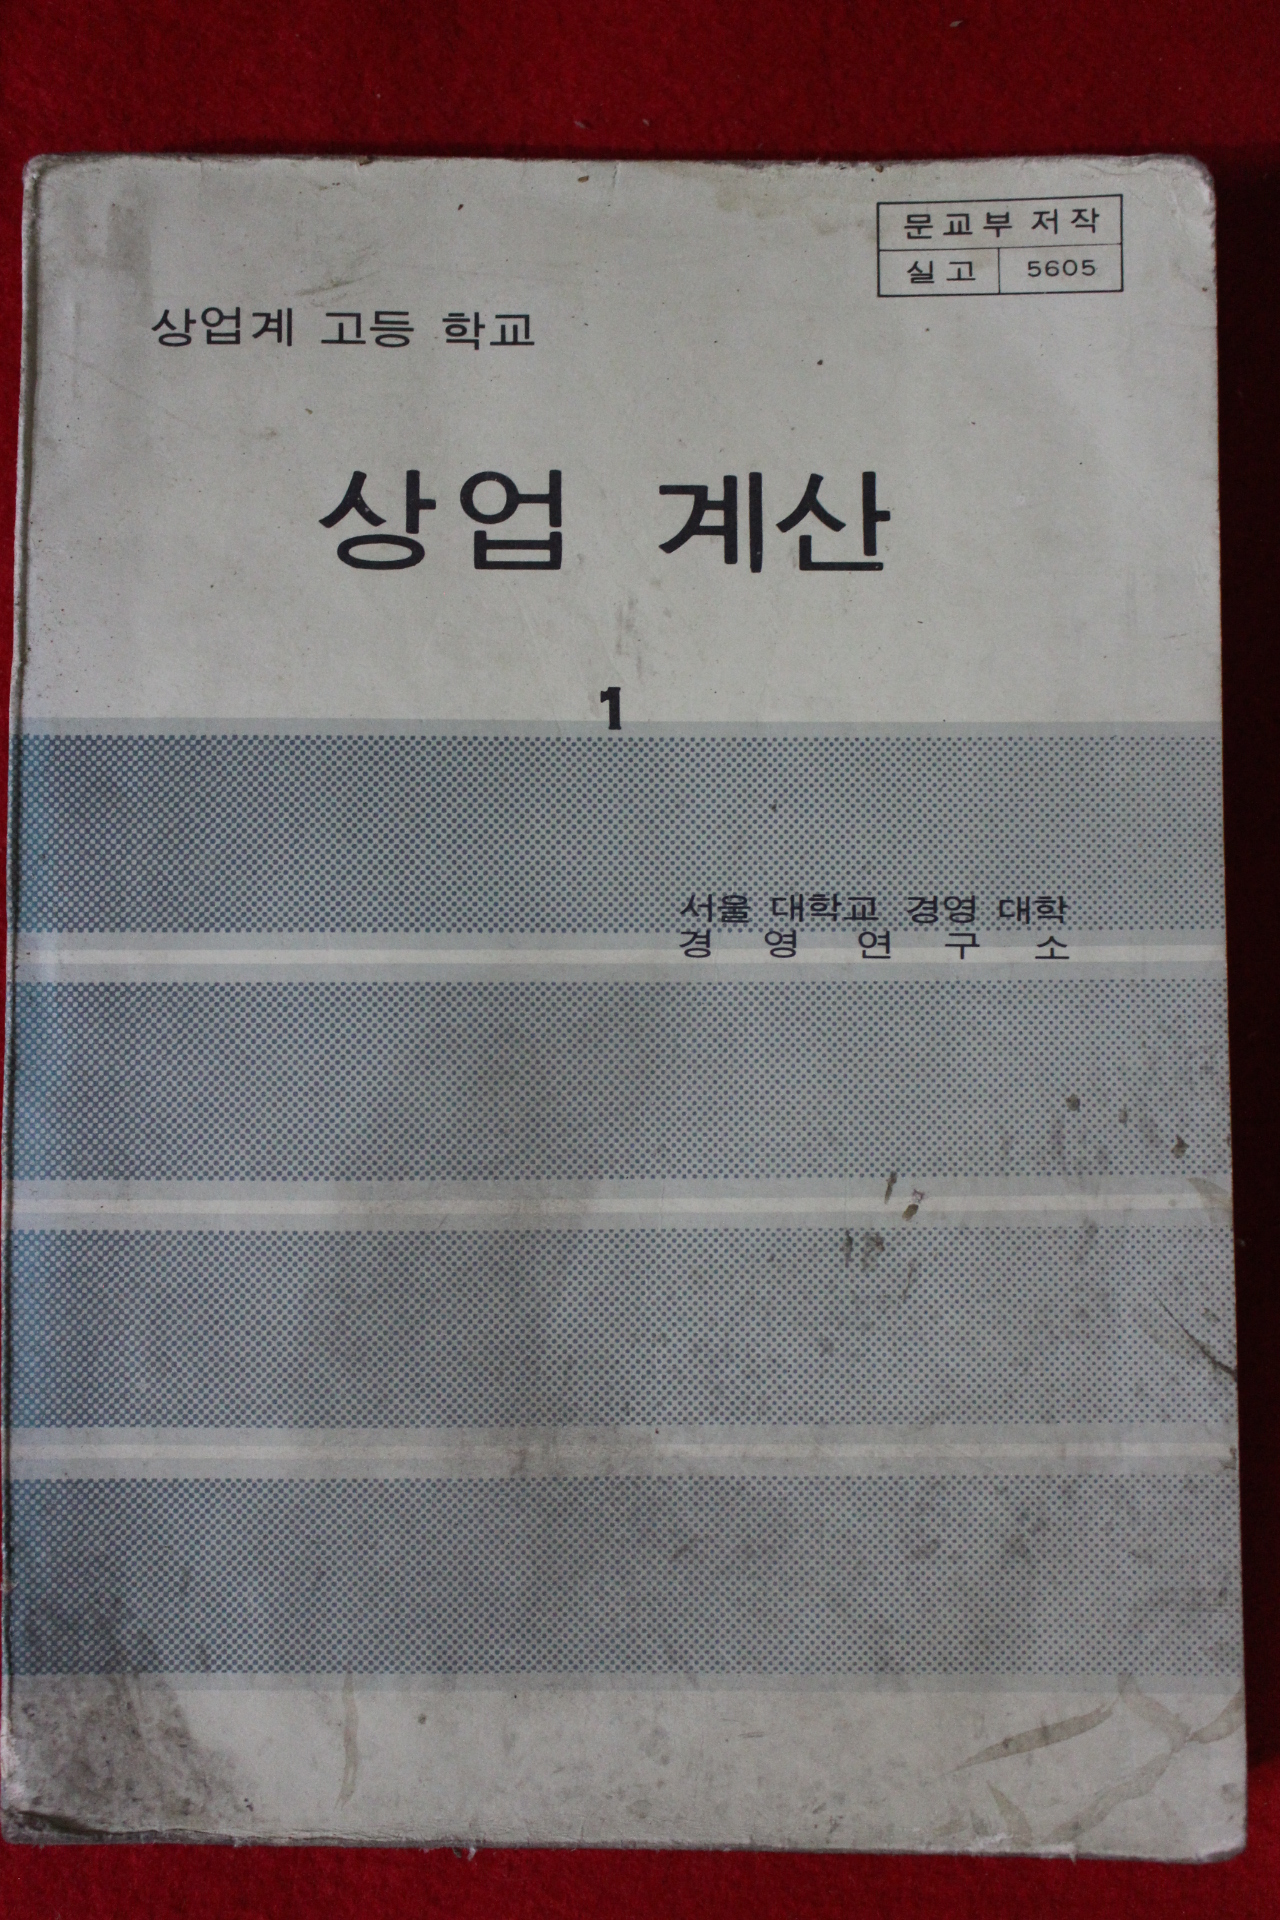 문교부 저작
실고 5605
상업계 고등 학교
상업 계산
1
서울 대학교 경영 대학
경영연구소